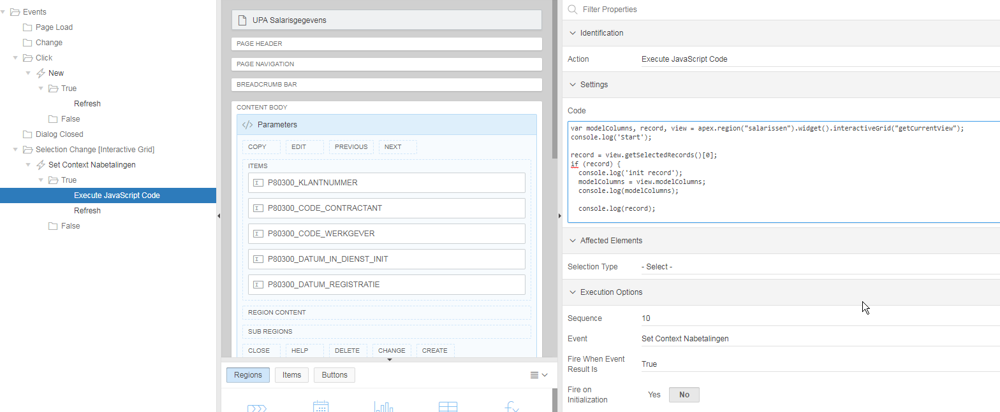 Events
Page Load
Change
Click
New
True
Refresh
False
Dialog Closed
Selection Change [Interactive Grid]
Set Context Nabetalingen
True
Execute JavaScript Code
Refresh
False
UPA Salarisgegevens
PAGE HEADER
PAGE NAVIGATION
BREADCRUMB BAR
CONTENT BODY
Parameters
COPY EDIT PREVIOUS NEXT
ITEMS
P80300_KLANTNUMMER
P80300_CODE_CONTRACTANT
P80300_CODE_WERKGEVER
P80300_DATUM_IN_DIENST_INIT
P80300_DATUM_REGISTRATIE
REGION CONTENT
SUB REGIONS
CLOSE HELP DELETE CHANGE CREATE
Regions Items Buttons
Filter Properties
Identification
Action Execute JavaScript Code
Settings
Code
var modelColumns, record, view = apex.region("salarissen").widget().interactiveGrid("getCurrentView");
console.log('Start');
record = view.getSelectedRecords()[0];
if (record) {
console.log('init record');
modelColumns = view.modelColumns;
console.log(modelColumns);
console.log(record);
Affected Elements
Selection Type - Select -
Execution Options
Sequence 10
Event Set Context Nabetalingen
Fire When Event
Result Is
True
Fire on
Initialization
Yes No